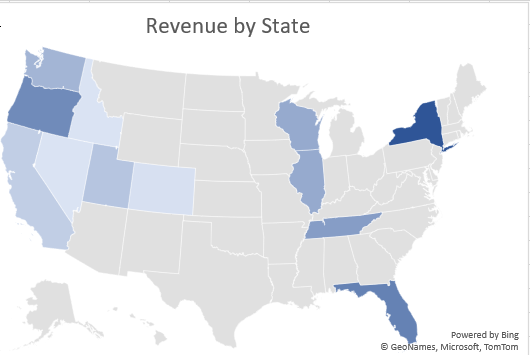 Revenue by State
Powered by Bing
© GeoNames, Microsoft, TomTom